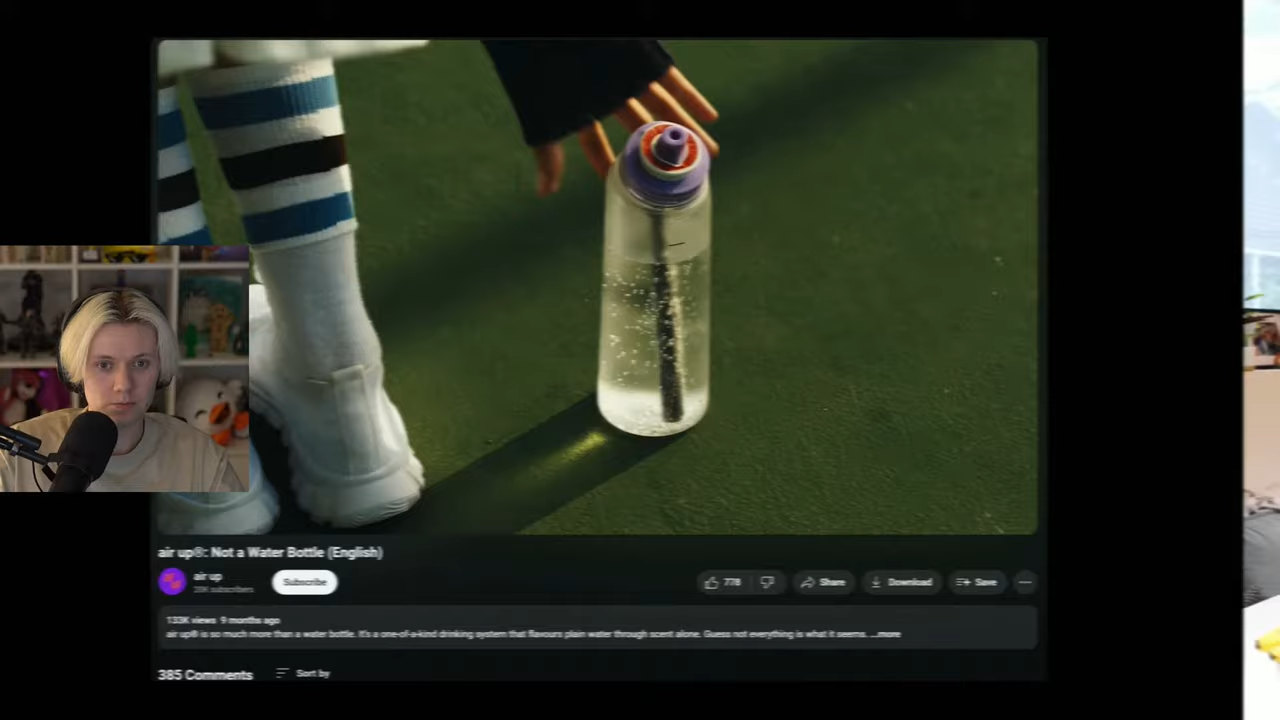 air up®: Not a Water Bottle (English)
air up
subscribers
Subscribe
778
Share
Download
Save
133K views 9 months ago
air up® is so much more than a water bottle. It's a one-of-a-kind drinking system that flavours plain water through scent alone. Guess not everything is what it seems. ...more
385 Comments
Sort by